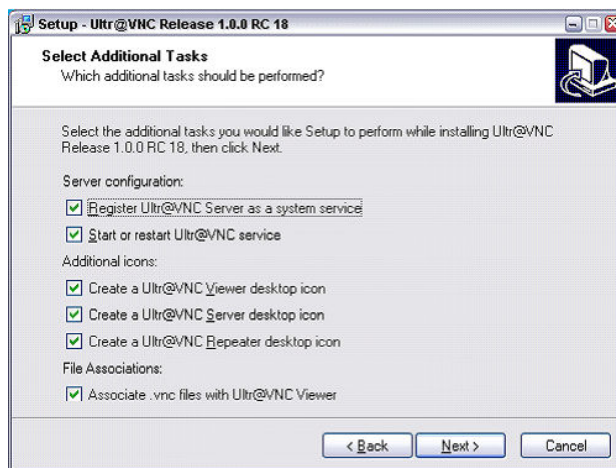 Setup - Ultr@VNC Release 1.0.0 RC 18
Select Additional Tasks
Which additional tasks should be performed?
Select the additional tasks you would like Setup to perform while installing Ultr@VNC
Release 1.0.0 RC 18, then click Next.
Server configuration:
Register Ultr@VNC Server as a system service
Start or restart Ultr@VNC service
Additional icons:
Create a Ultr@VNC Viewer desktop icon
Create a Ultr@VNC Server desktop icon
Create a Ultr@VNC Repeater desktop icon
File Associations:
Associate .vnc files with Ultr@VNC Viewer
< Back Next > Cancel